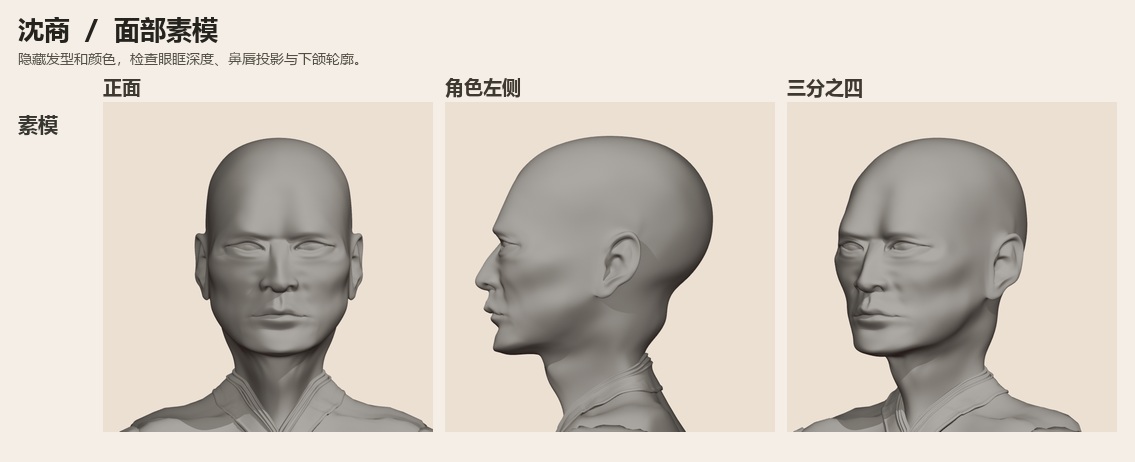 沈商 / 面部素模
隐藏发型和颜色，检查眼眶深度、鼻唇投影与下颌轮廓。
正面
角色左侧
三分之四
素模